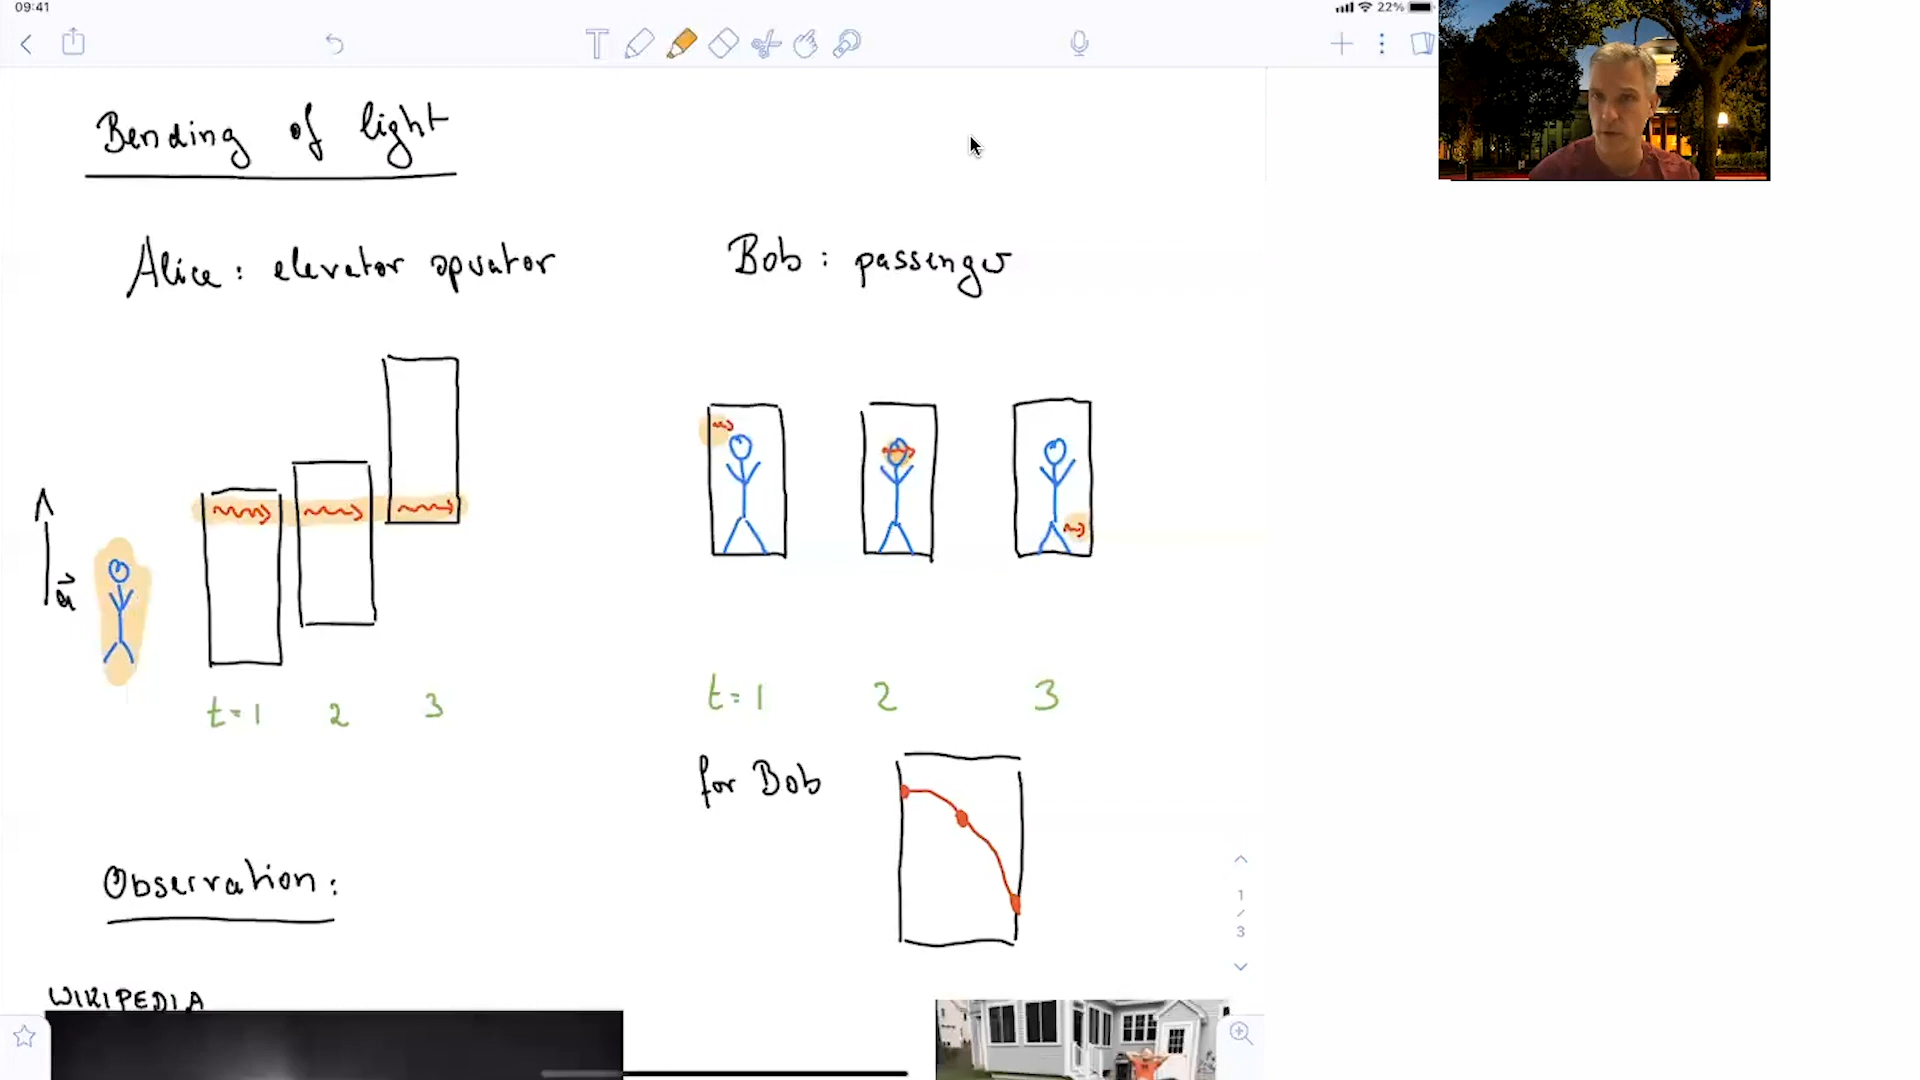 09:41
22%
Bending of light
Alice: elevator operator
Bob: passenger
a
t=1 2 3
t=1 2 3
for Bob
Observation:
1
/
3
WIKIPEDIA